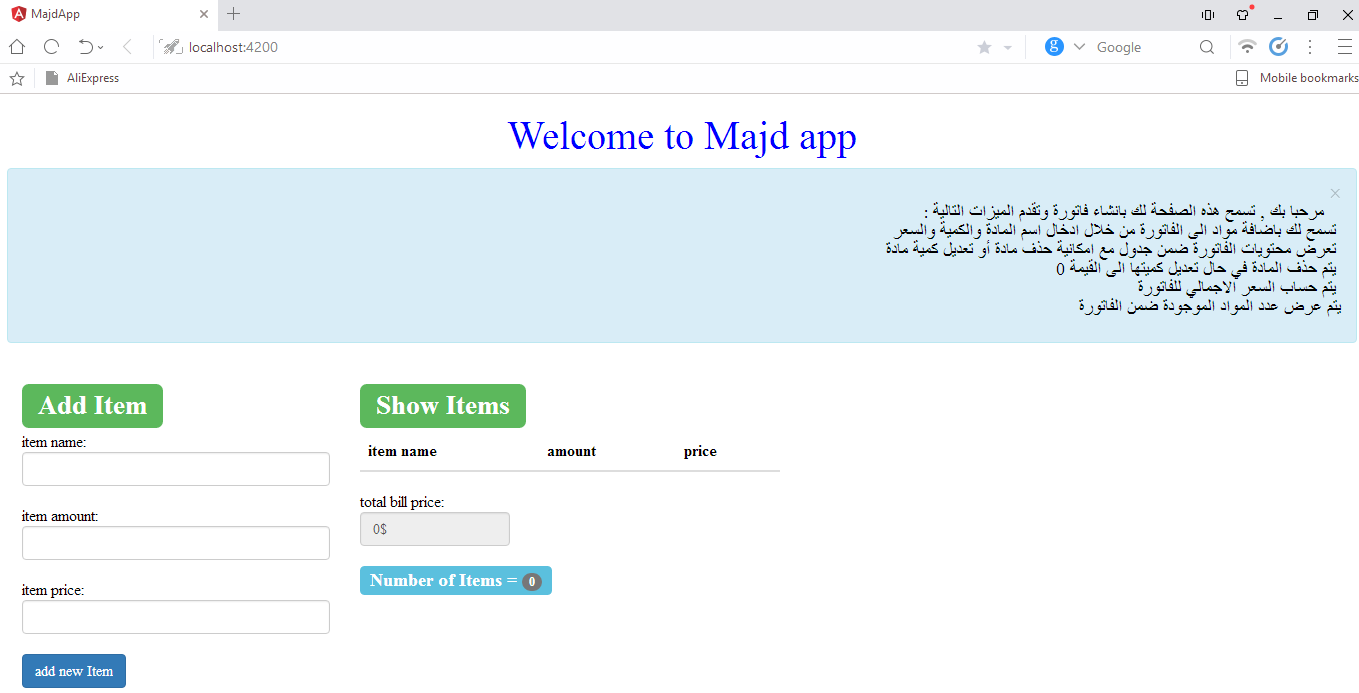 MajdApp
localhost:4200
Google
AliExpress
Mobile bookmarks
Welcome to Majd app
×
مرحبا بك , تسمح هذه الصفحة لك بانشاء فاتورة وتقدم الميزات التالية :
تسمح لك باضافة مواد الى الفاتورة من خلال ادخال اسم المادة والكمية والسعر
تعرض محتويات الفاتورة ضمن جدول مع امكانية حذف مادة أو تعديل كمية مادة
يتم حذف المادة في حال تعديل كميتها الى القيمة 0
يتم حساب السعر الاجمالي للفاتورة
يتم عرض عدد المواد الموجودة ضمن الفاتورة
Add Item
item name:
item amount:
item price:
add new Item
Show Items
item name amount price
total bill price:
0$
Number of Items = 0